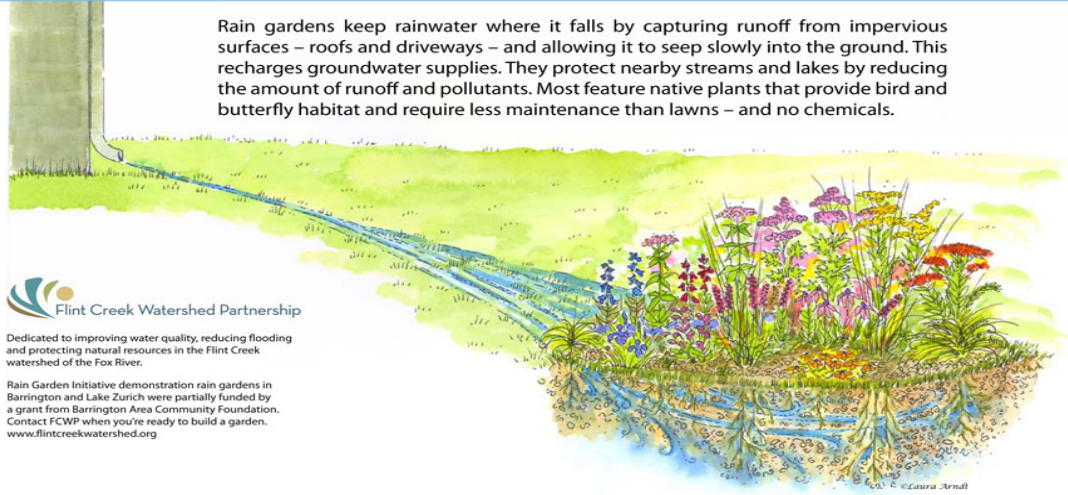 Rain gardens keep rainwater where it falls by capturing runoff from impervious
surfaces – roofs and driveways – and allowing it to seep slowly into the ground. This
recharges groundwater supplies. They protect nearby streams and lakes by reducing
the amount of runoff and pollutants. Most feature native plants that provide bird and
butterfly habitat and require less maintenance than lawns – and no chemicals.
Flint Creek Watershed Partnership
Dedicated to improving water quality, reducing flooding
and protecting natural resources in the Flint Creek
watershed of the Fox River.
Rain Garden Initiative demonstration rain gardens in
Barrington and Lake Zurich were partially funded by
a grant from Barrington Area Community Foundation.
Contact FCWP when you're ready to build a garden.
www.flintcreekwatershed.org
©Laura Arndt